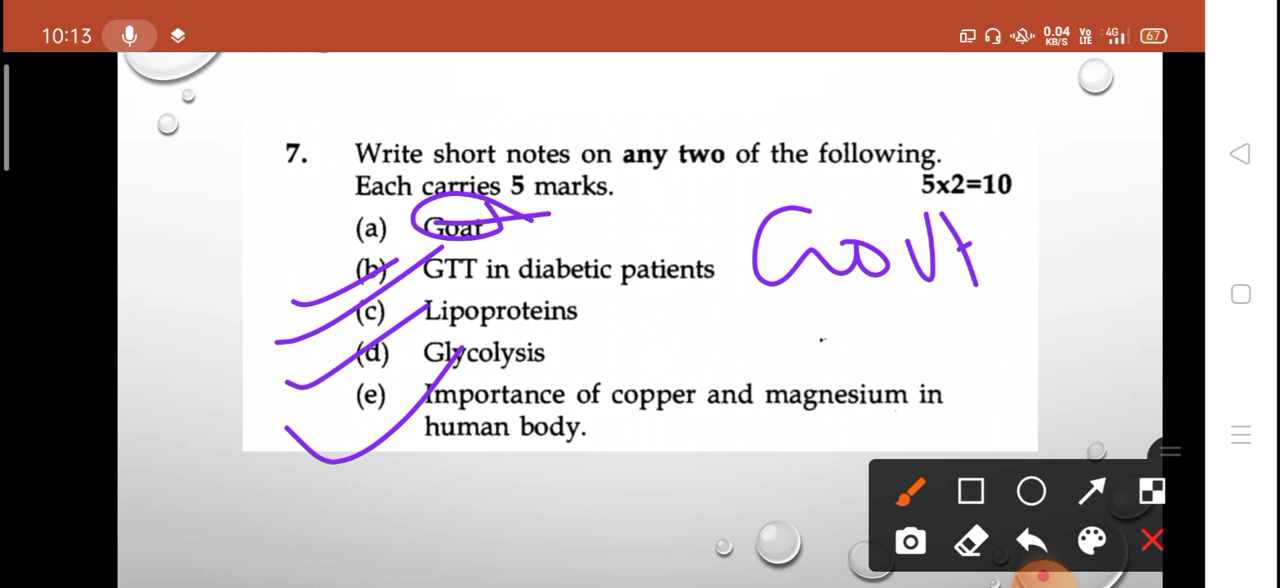 10:13 0.04 KB/S Vo LTE 4G 67
7. Write short notes on any two of the following.
Each carries 5 marks. 5x2=10
(a) Goat
(b) GTT in diabetic patients
(c) Lipoproteins
(d) Glycolysis
(e) Importance of copper and magnesium in
human body.